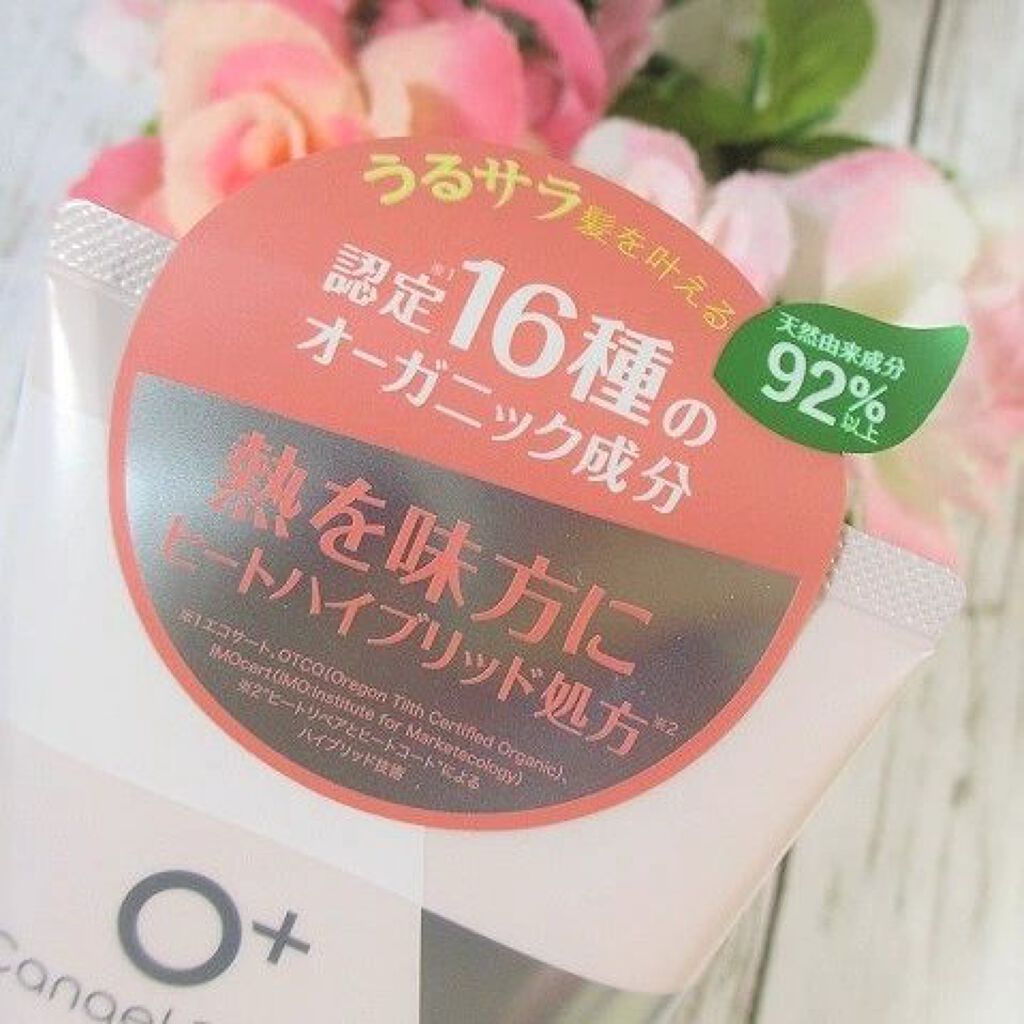 うるサラ髪を叶える
認定※1 16種の
オーガニック成分
天然由来成分
92%以上
熱を味方に
ヒートハイブリッド処方※2
※1エコサート、OTCO(Oregon Tilth Certified Organic)、
IMOcert(IMO:Institute for Marketecology)
※2"ヒートリペアとヒートコート"による
ハイブリッド技術
O+